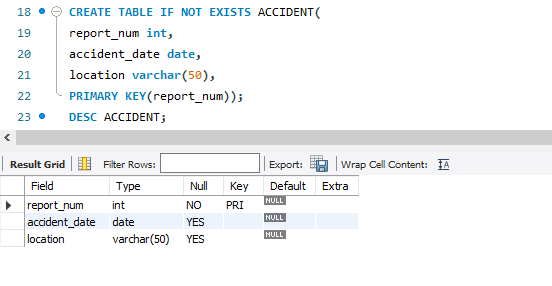 18 CREATE TABLE IF NOT EXISTS ACCIDENT(
19 report_num int,
20 accident_date date,
21 location varchar(50),
22 PRIMARY KEY(report_num));
23 DESC ACCIDENT;
Result Grid Filter Rows: Export: Wrap Cell Content: IA
Field Type Null Key Default Extra
report_num int NO PRI NULL
accident_date date YES NULL
location varchar(50) YES NULL